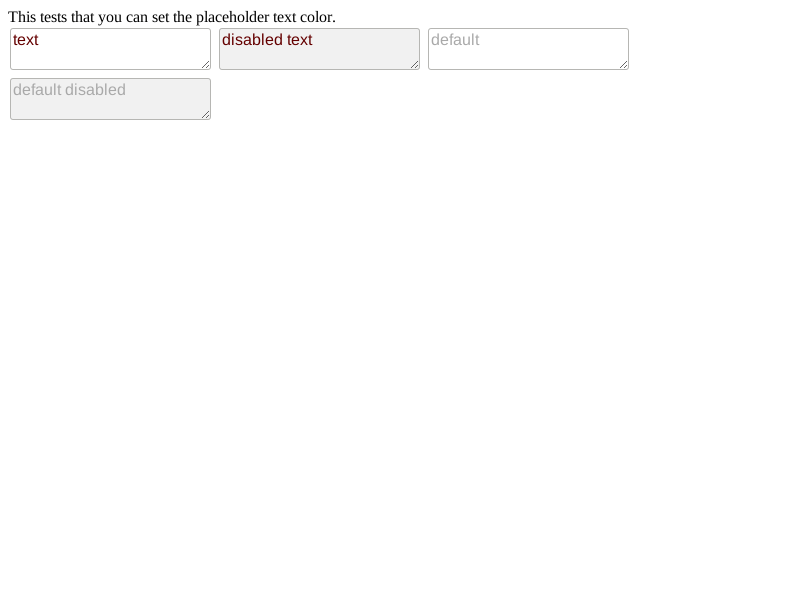 This tests that you can set the placeholder text color.
text disabled text default
default disabled